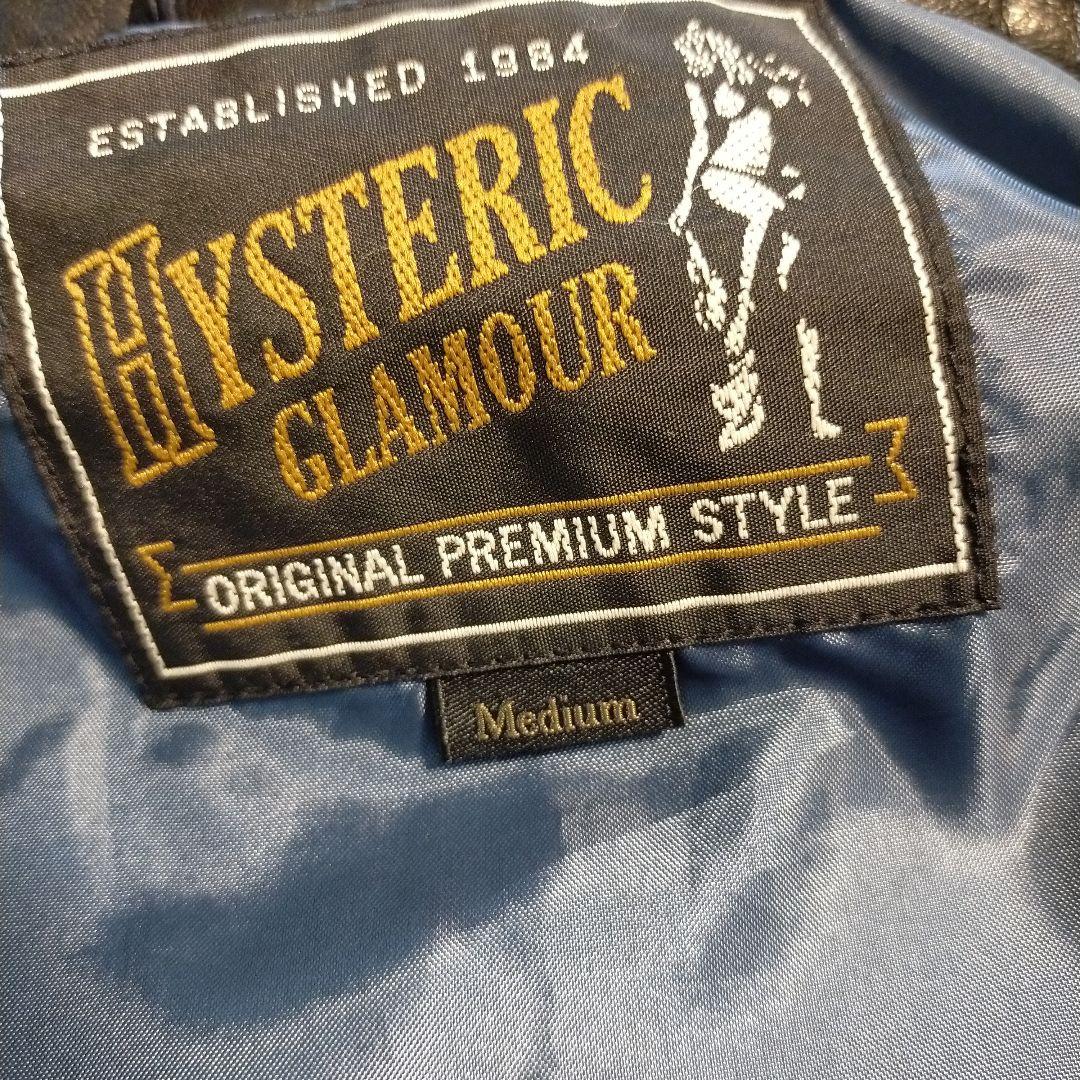 ESTABLISHED 1984
HYSTERIC
GLAMOUR
ORIGINAL PREMIUM STYLE
Medium